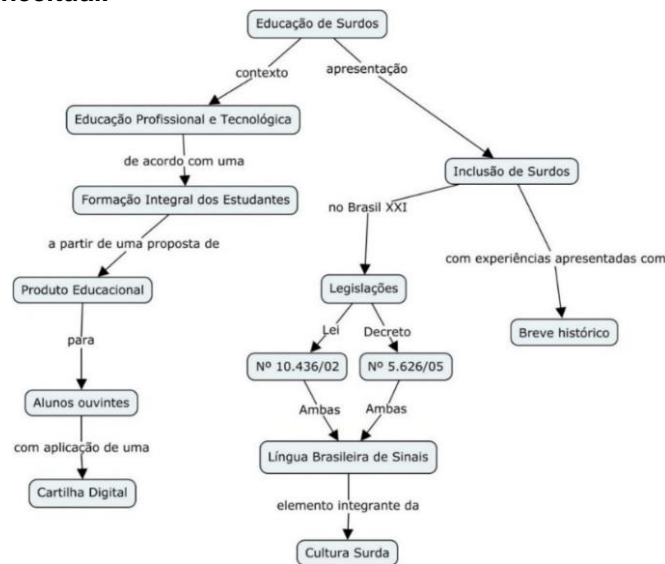 Educação de Surdos
contexto
apresentação
Educação Profissional e Tecnológica
de acordo com uma
Inclusão de Surdos
Formação Integral dos Estudantes
no Brasil XXI
a partir de uma proposta de
com experiências apresentadas com
Produto Educacional
Legislações
Lei
Decreto
Breve histórico
para
Nº 10.436/02
Nº 5.626/05
Alunos ouvintes
Ambas
Ambas
com aplicação de uma
Língua Brasileira de Sinais
Cartilha Digital
elemento integrante da
Cultura Surda